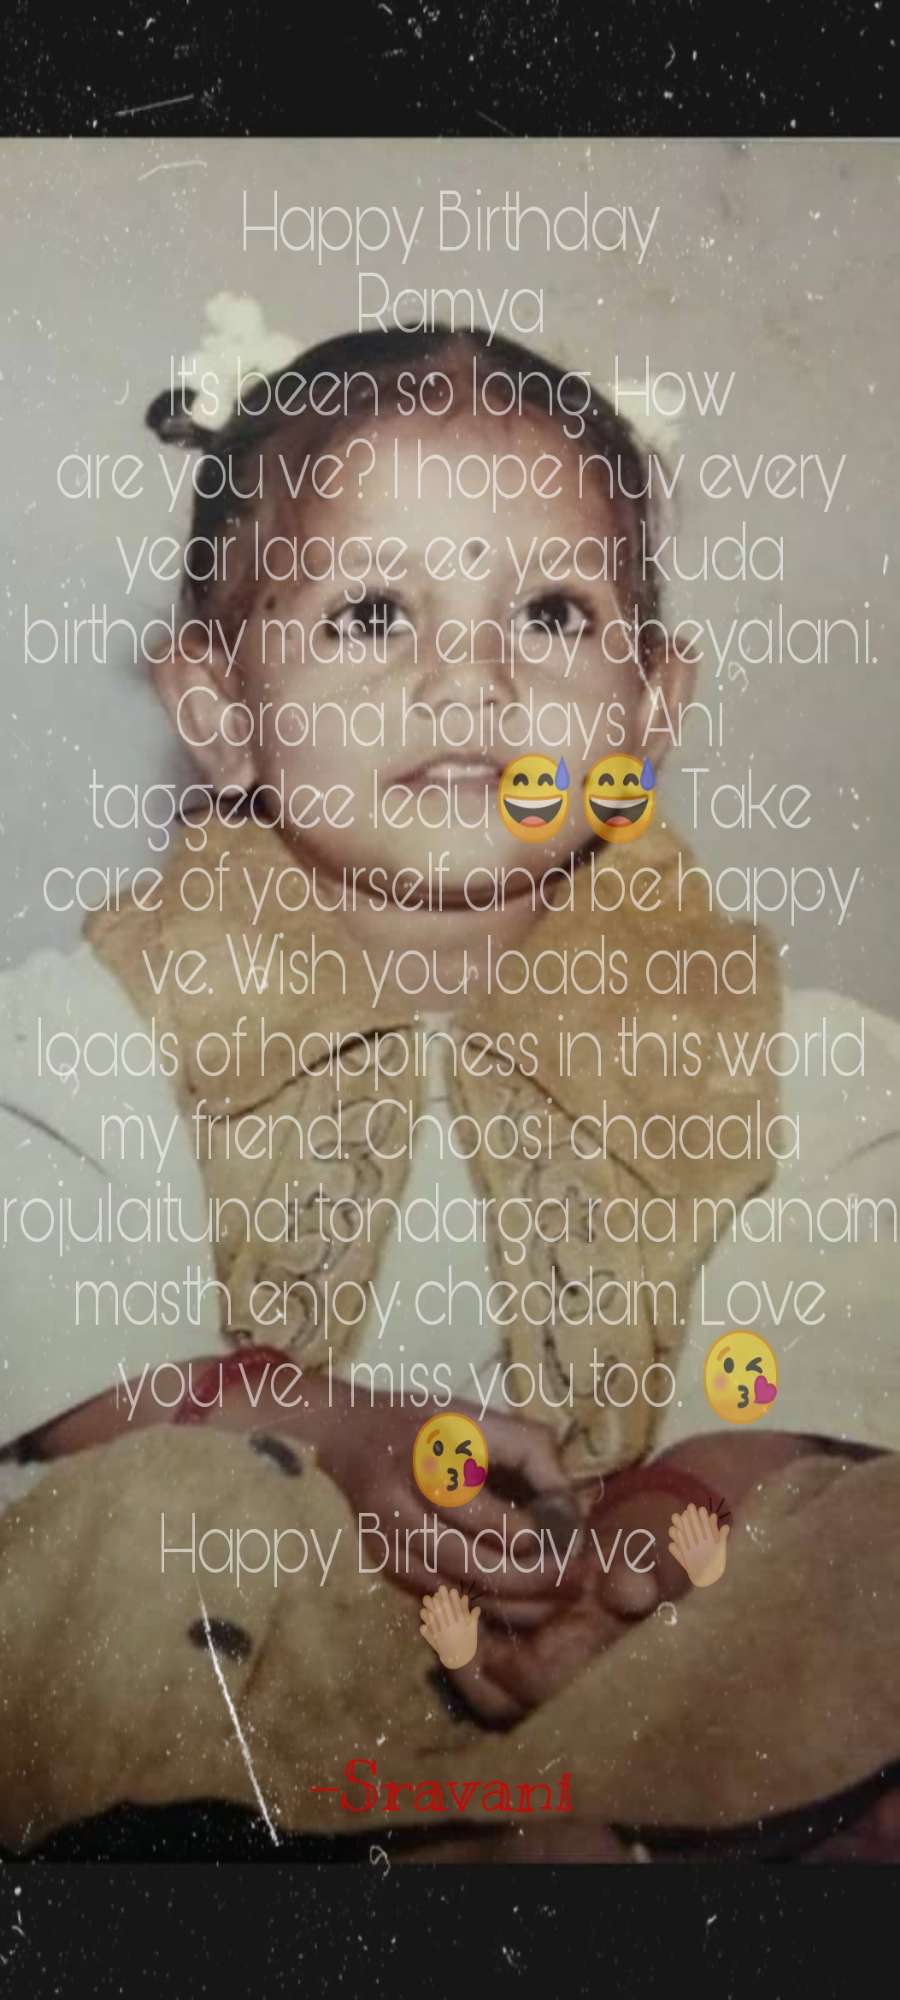 Happy Birthday
Ramya
It's been so long. How
are you ve? I hope nuv every
year laage ee year kuda
birthday masth enjoy cheyalani.
Corona holidays Ani
taggedee ledu😅😅. Take
care of yourself and be happy
ve. Wish you loads and
loads of happiness in this world
my friend. Choosi chaaala
rojulaitundi tondarga raa manam
masth enjoy cheddam. Love
you ve. I miss you too. 😘
😘
Happy Birthday ve 👏🏼
👏🏼
-Sravani